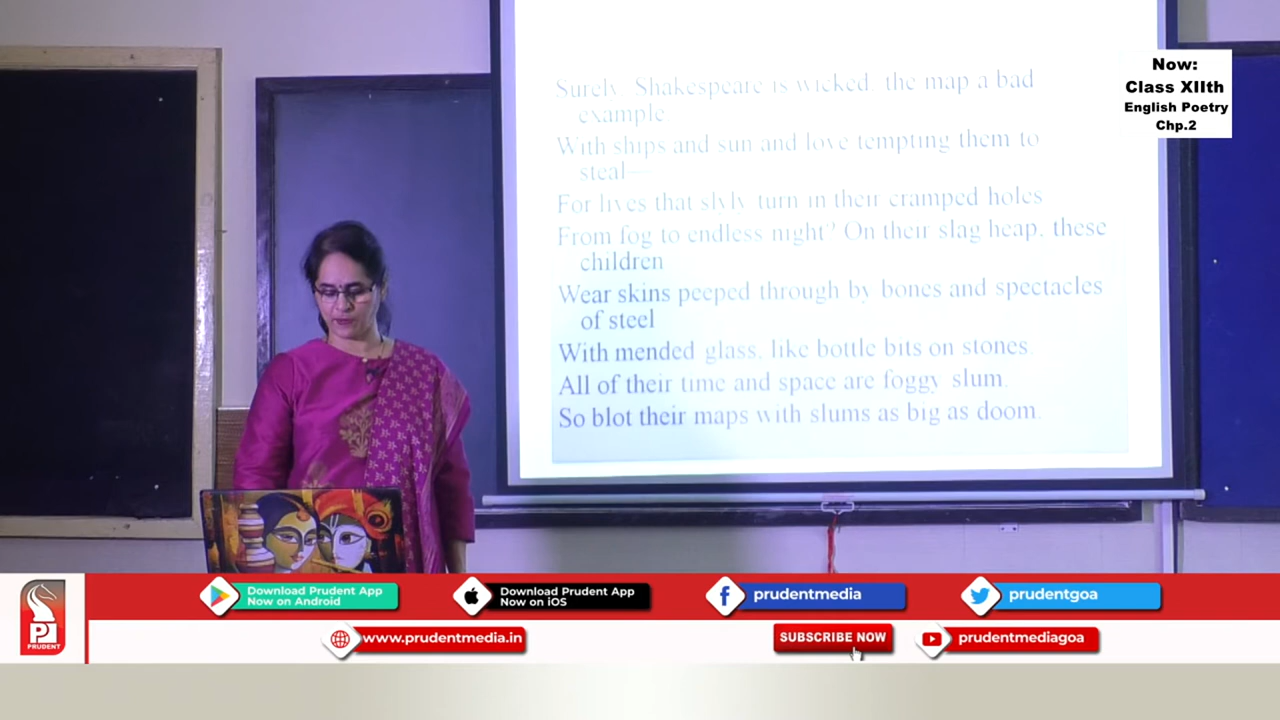 Surely, Shakespeare is wicked, the map a bad
example
With ships and sun and love tempting them to
steal—
For lives that slyly turn in their cramped holes
From fog to endless night? On their slag heap, these
children
Wear skins peeped through by bones and spectacles
of steel
With mended glass, like bottle bits on stones.
All of their time and space are foggy slum.
So blot their maps with slums as big as doom.
Now:
Class XIIth
English Poetry
Chp.2
Download Prudent App
Now on Android
Download Prudent App
Now on iOS
prudentmedia
prudentgoa
PRUDENT
www.prudentmedia.in
SUBSCRIBE NOW
prudentmediagoa